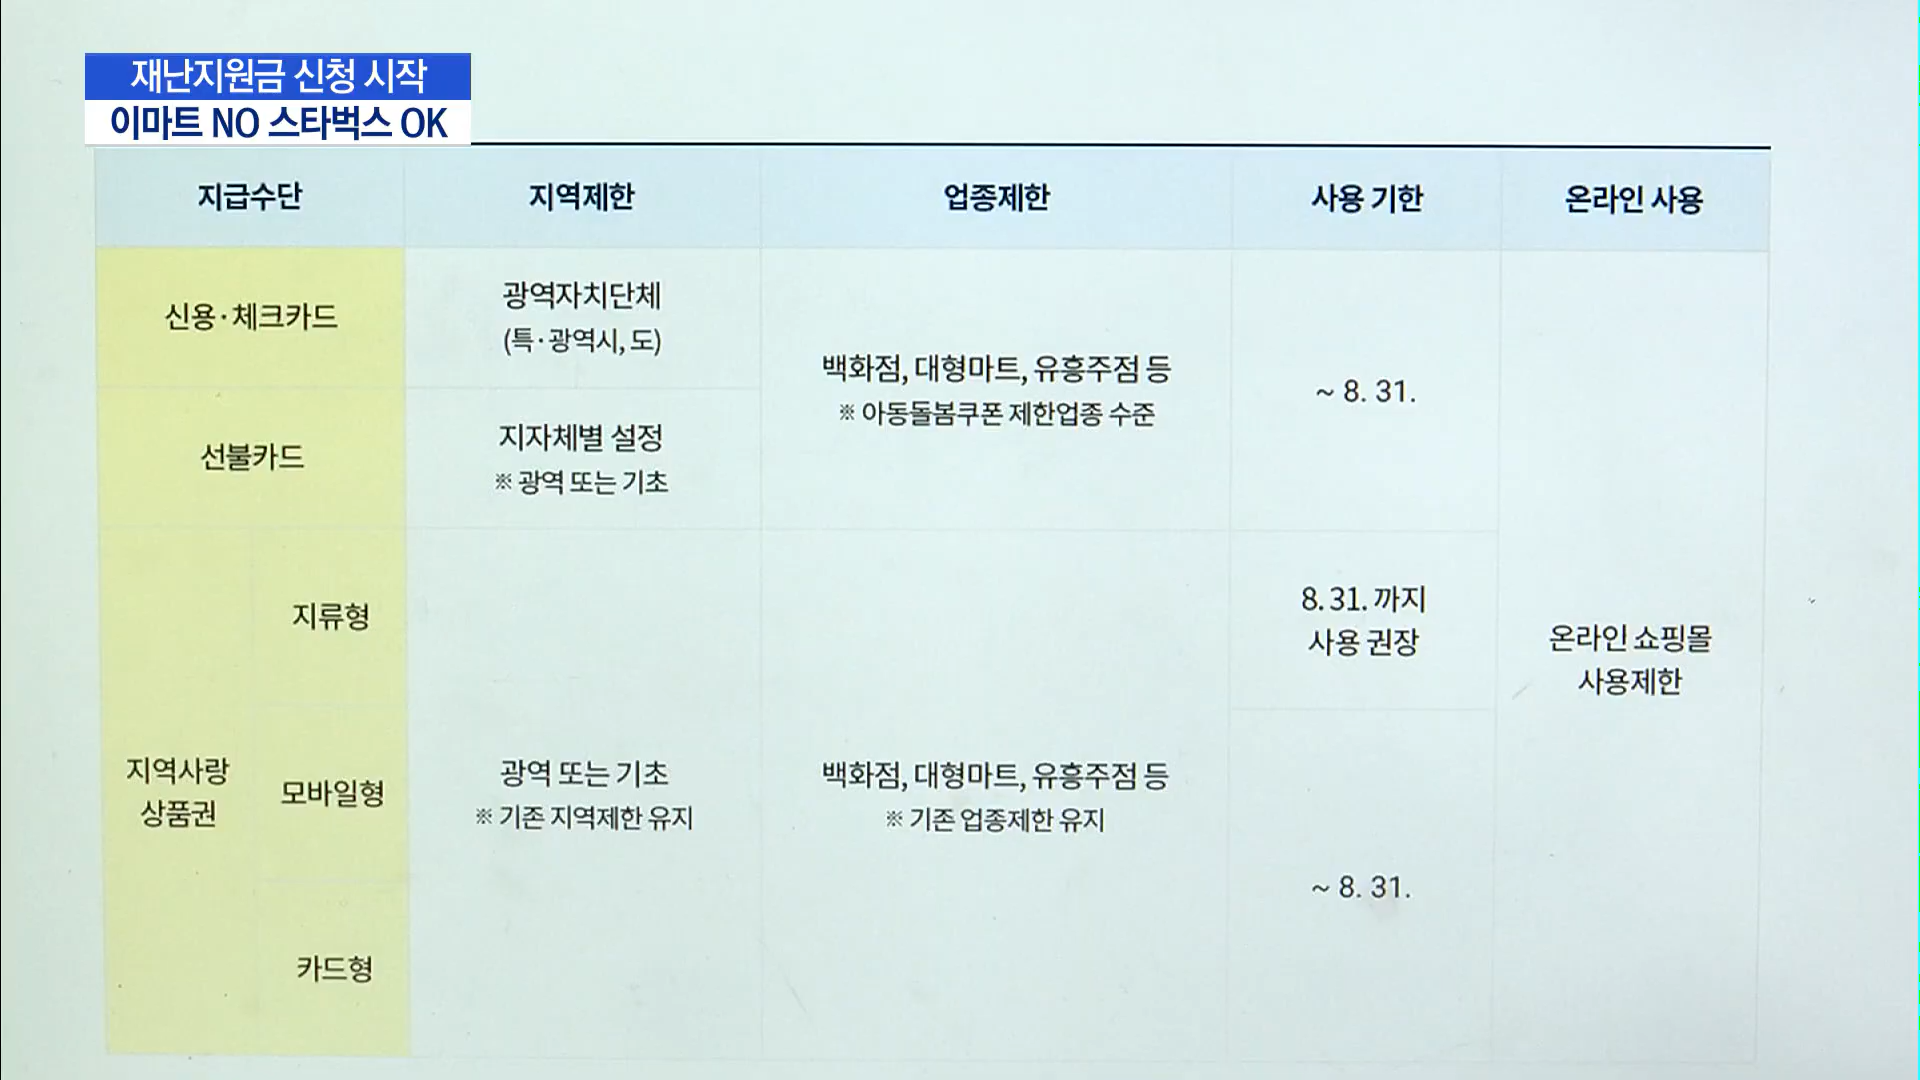 재난지원금 신청 시작
이마트 NO 스타벅스 OK
지급수단
지역제한
업종제한
사용 기한
온라인 사용
신용·체크카드
광역자치단체
(특·광역시, 도)
백화점, 대형마트, 유흥주점 등
※ 아동돌봄쿠폰 제한업종 수준
~ 8. 31.
선불카드
지자체별 설정
※ 광역 또는 기초
지역사랑
상품권
지류형
8. 31. 까지
사용 권장
온라인 쇼핑몰
사용제한
모바일형
광역 또는 기초
※ 기존 지역제한 유지
백화점, 대형마트, 유흥주점 등
※ 기존 업종제한 유지
~ 8. 31.
카드형